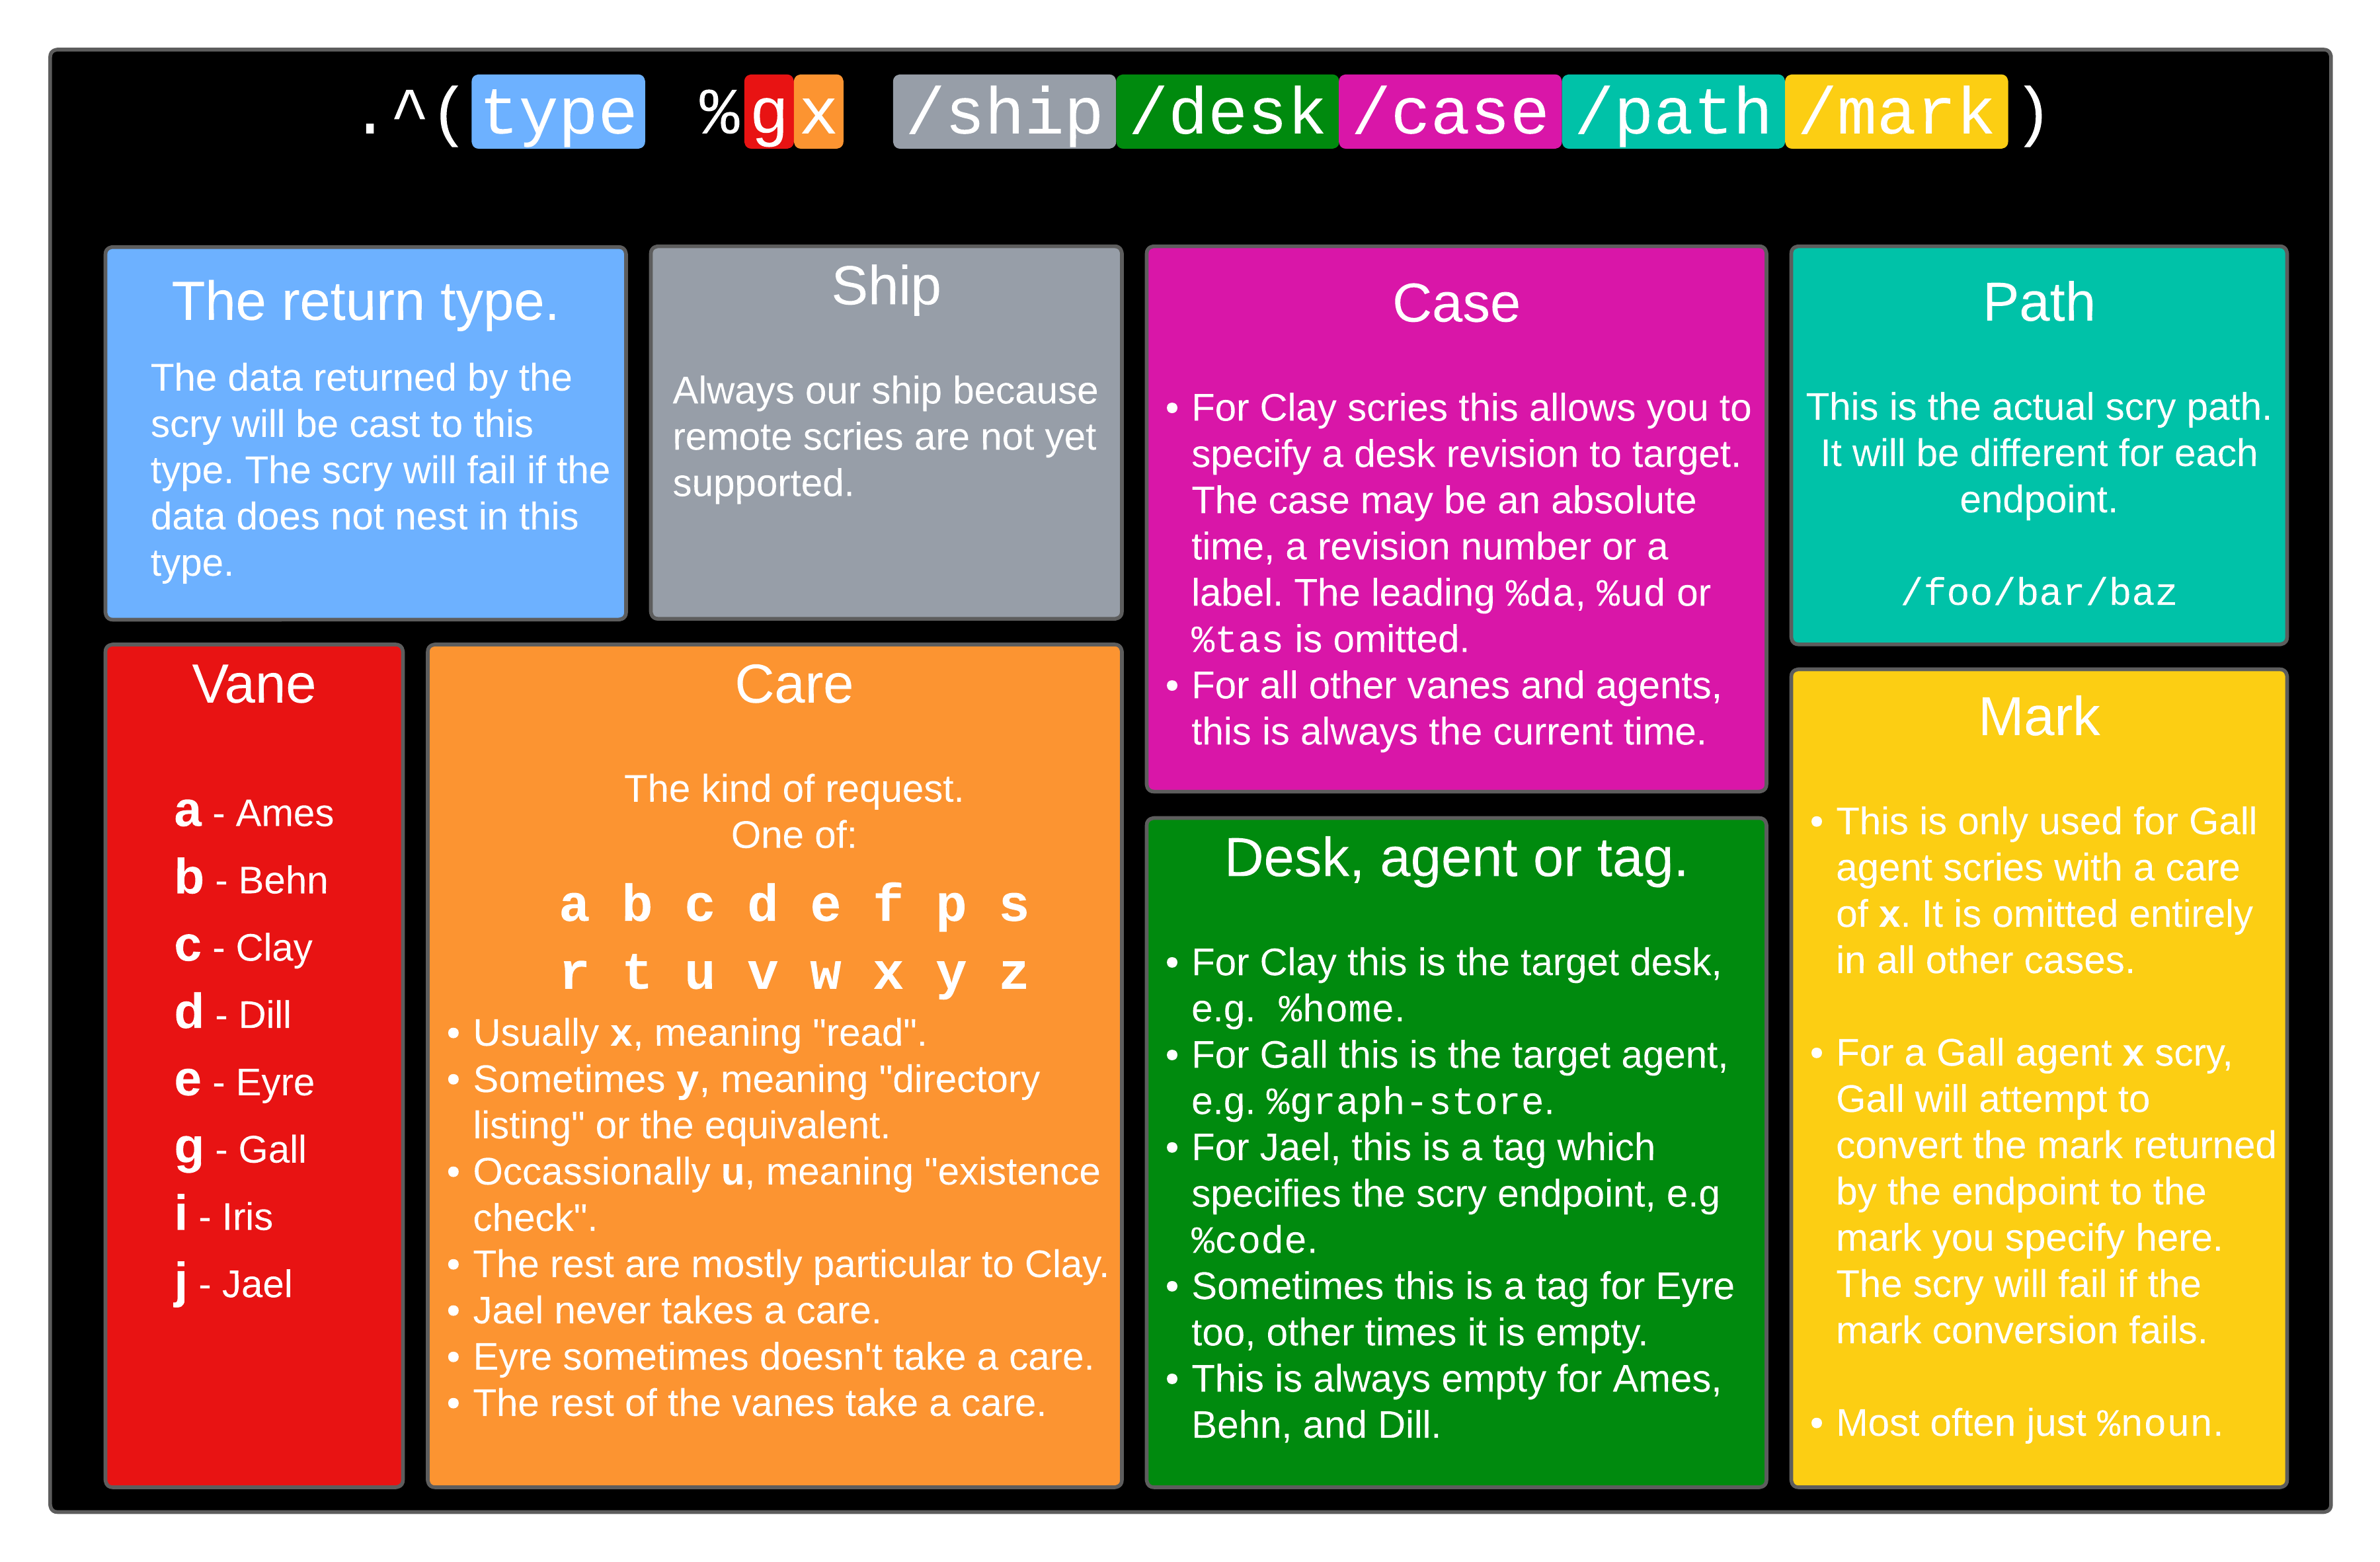 .^(type %gx /ship/desk/case/path/mark)
The return type.
The data returned by the
scry will be cast to this
type. The scry will fail if the
data does not nest in this
type.
Ship
Always our ship because
remote scries are not yet
supported.
Case
• For Clay scries this allows you to
specify a desk revision to target.
The case may be an absolute
time, a revision number or a
label. The leading %da, %ud or
%tas is omitted.
• For all other vanes and agents,
this is always the current time.
Path
This is the actual scry path.
It will be different for each
endpoint.
/foo/bar/baz
Vane
a - Ames
b - Behn
c - Clay
d - Dill
e - Eyre
g - Gall
i - Iris
j - Jael
Care
The kind of request.
One of:
a b c d e f p s
r t u v w x y z
• Usually x, meaning "read".
• Sometimes y, meaning "directory
listing" or the equivalent.
• Occassionally u, meaning "existence
check".
• The rest are mostly particular to Clay.
• Jael never takes a care.
• Eyre sometimes doesn't take a care.
• The rest of the vanes take a care.
Desk, agent or tag.
• For Clay this is the target desk,
e.g. %home.
• For Gall this is the target agent,
e.g. %graph-store.
• For Jael, this is a tag which
specifies the scry endpoint, e.g
%code.
• Sometimes this is a tag for Eyre
too, other times it is empty.
• This is always empty for Ames,
Behn, and Dill.
Mark
• This is only used for Gall
agent scries with a care
of x. It is omitted entirely
in all other cases.
• For a Gall agent x scry,
Gall will attempt to
convert the mark returned
by the endpoint to the
mark you specify here.
The scry will fail if the
mark conversion fails.
• Most often just %noun.